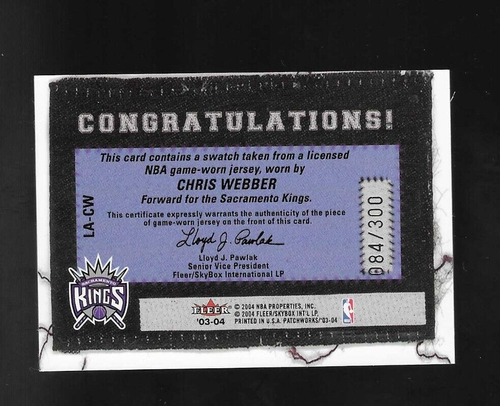 CONGRATULATIONS!
This card contains a swatch taken from a licensed
NBA game-worn jersey, worn by
CHRIS WEBBER
Forward for the Sacramento Kings.
This certificate expressly warrants the authenticity of the piece
of game-worn jersey on the front of this card.
Lloyd J. Pawlak
Lloyd J. Pawlak
Senior Vice President
Fleer/SkyBox International LP
LA-CW
084/300
SACRAMENTO
KINGS
FLEER
'03-04
© 2004 NBA PROPERTIES, INC.
© 2004 FLEER/SKYBOX INT'L LP.
PRINTED IN U.S.A. PATCHWORKS/'03-04